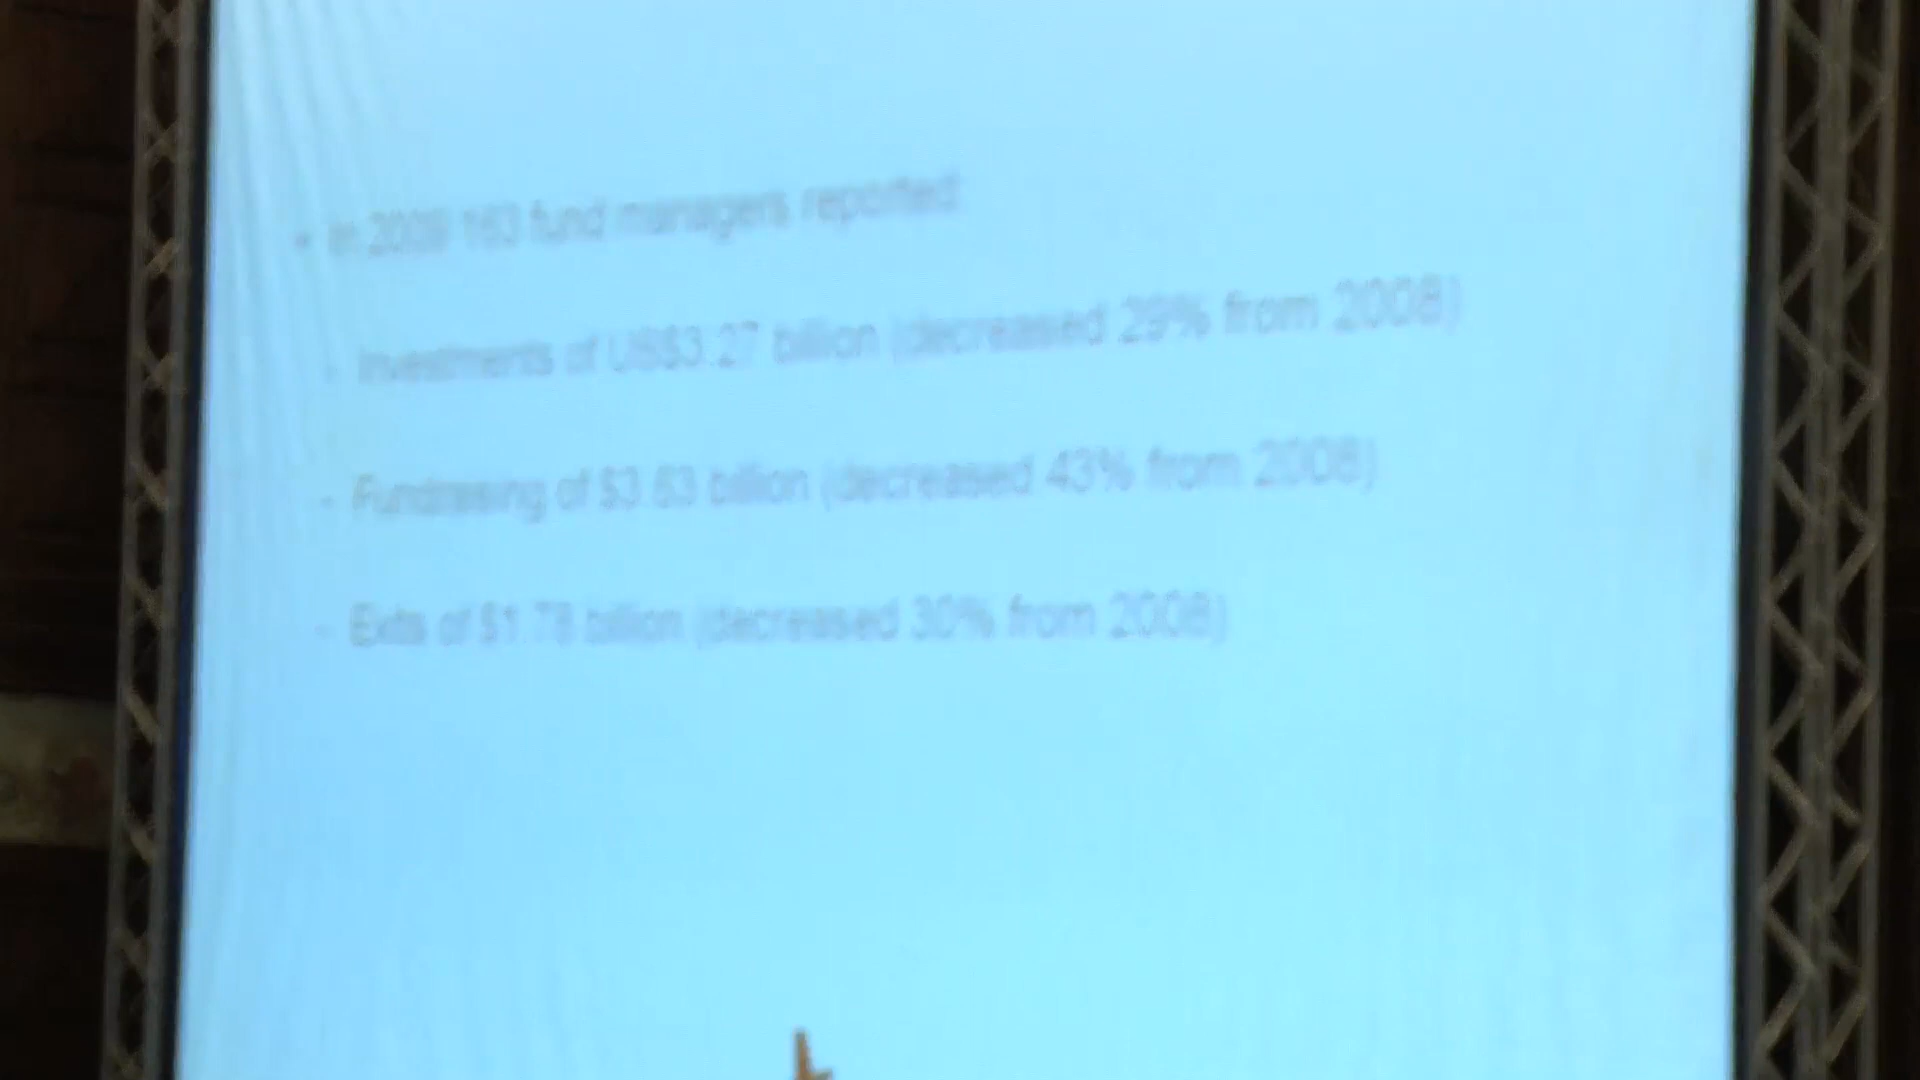 • In 2009 163 fund managers reported
- Investments of US$3.27 billion (decreased 29% from 2008)
- Fundraising of $3.63 billion (decreased 43% from 2008)
- Exits of $1.78 billion (decreased 30% from 2008)